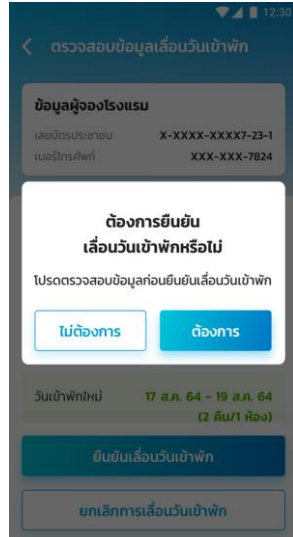 12:30
ตรวจสอบข้อมูลเลื่อนวันเข้าพัก
ข้อมูลผู้จองโรงแรม
เลขบัตรประชาชน X-XXXX-XXXX7-23-1
เบอร์โทรศัพท์ XXX-XXX-7824
ต้องการยืนยัน
เลื่อนวันเข้าพักหรือไม่
โปรดตรวจสอบข้อมูลก่อนยืนยันเลื่อนวันเข้าพัก
ไม่ต้องการ ต้องการ
วันเข้าพักใหม่ 17 ส.ค. 64 - 19 ส.ค. 64
(2 คืน/1 ห้อง)
ยืนยันเลื่อนวันเข้าพัก
ยกเลิกการเลื่อนวันเข้าพัก